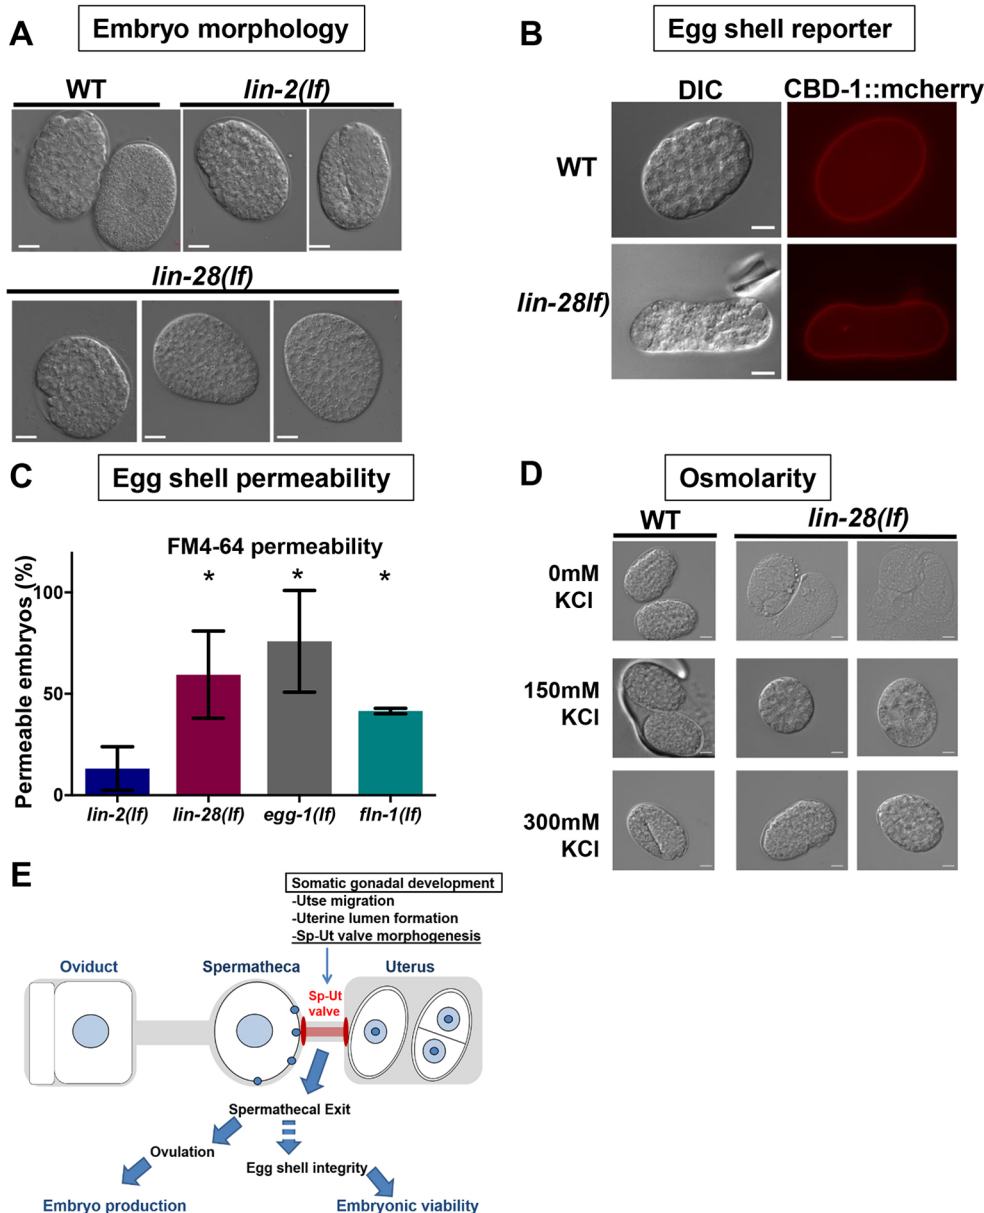 A
Embryo morphology
WT
lin-2(lf)
lin-28(lf)
B
Egg shell reporter
DIC
CBD-1::mcherry
WT
lin-28lf)
C
Egg shell permeability
FM4-64 permeability
Permeable embryos (%)
100
50
0
* * *
lin-2(lf) lin-28(lf) egg-1(lf) fln-1(lf)
D
Osmolarity
WT
lin-28(lf)
0mM
KCl
150mM
KCl
300mM
KCl
E
Somatic gonadal development
-Utse migration
-Uterine lumen formation
-Sp-Ut valve morphogenesis
Oviduct
Spermatheca
Uterus
Sp-Ut
valve
Spermathecal Exit
Ovulation
Egg shell integrity
Embryo production
Embryonic viability